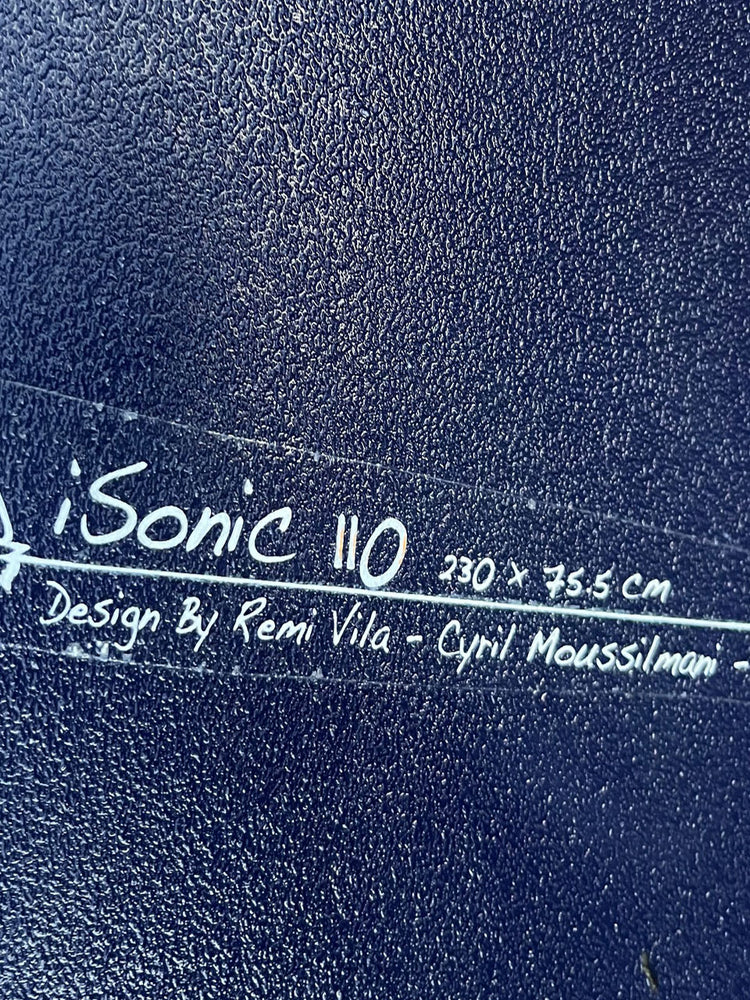 iSonic 110 230 x 75.5 cm
Design By Remi Vila - Cyril Moussilmani -